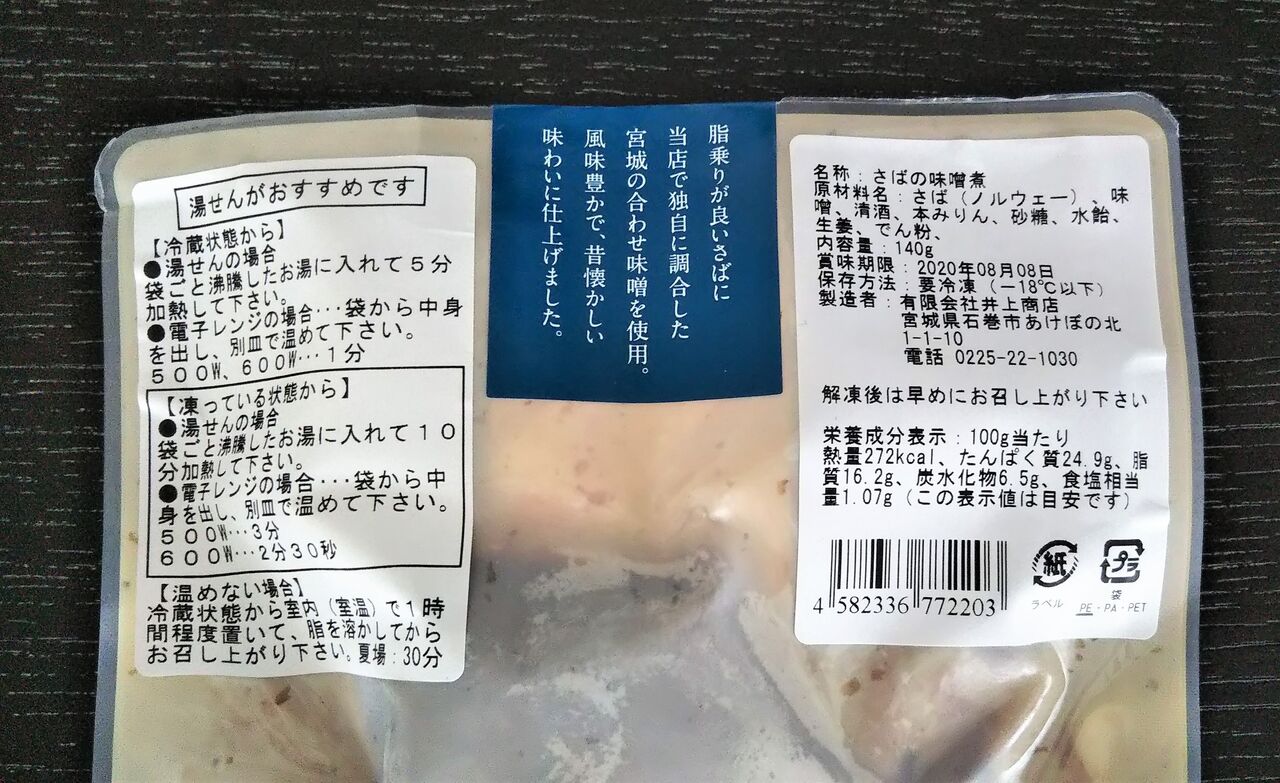 湯せんがおすすめです
【冷蔵状態から】
●湯せんの場合
袋ごと沸騰したお湯に入れて５分
加熱して下さい。
●電子レンジの場合…袋から中身
を出し、別皿で温めて下さい。
５００W、６００W…１分
【凍っている状態から】
●湯せんの場合
袋ごと沸騰したお湯に入れて１０
分加熱して下さい。
●電子レンジの場合…袋から中
身を出し、別皿で温めて下さい。
５００W…３分
６００W…２分３０秒
【温めない場合】
冷蔵状態から室内（室温）で１時
間程度置いて、脂を溶かしてから
お召し上がり下さい。夏場：30分
脂乗りが良いさばに
当店で独自に調合した
宮城の合わせ味噌を使用。
風味豊かで、昔懐かしい
味わいに仕上げました。
名称：さばの味噌煮
原材料名：さば（ノルウェー）、味
噌、清酒、本みりん、砂糖、水飴、
生姜、でん粉、
内容量：140g
賞味期限：2020年08月08日
保存方法：要冷凍（－18℃以下）
製造者：有限会社井上商店
宮城県石巻市あけぼの北
1-1-10
電話 0225-22-1030
解凍後は早めにお召し上がり下さい
栄養成分表示：100g当たり
熱量272kcal、たんぱく質24.9g、脂
質16.2g、炭水化物6.5g、食塩相当
量1.07g（この表示値は目安です）
4 582336 772203
紙
ラベル
プラ
袋
PE・PA・PET